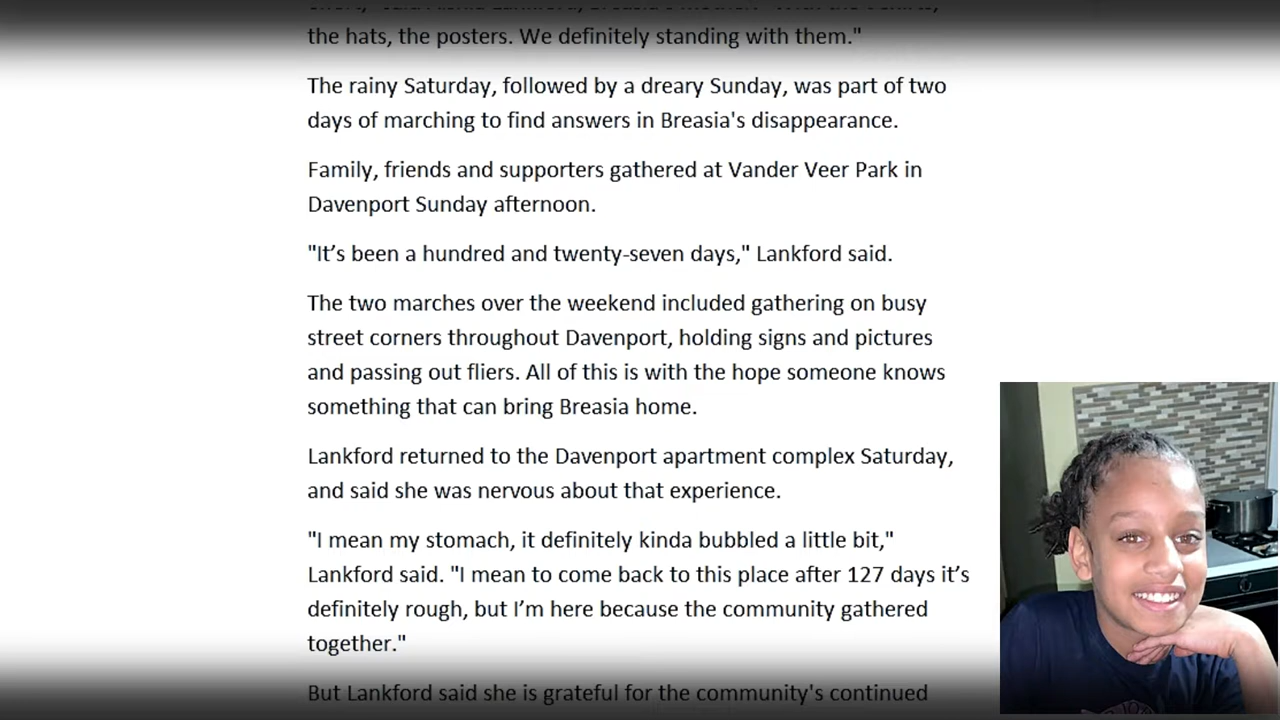 the hats, the posters. We definitely standing with them."
The rainy Saturday, followed by a dreary Sunday, was part of two
days of marching to find answers in Breasia's disappearance.
Family, friends and supporters gathered at Vander Veer Park in
Davenport Sunday afternoon.
"It’s been a hundred and twenty-seven days," Lankford said.
The two marches over the weekend included gathering on busy
street corners throughout Davenport, holding signs and pictures
and passing out fliers. All of this is with the hope someone knows
something that can bring Breasia home.
Lankford returned to the Davenport apartment complex Saturday,
and said she was nervous about that experience.
"I mean my stomach, it definitely kinda bubbled a little bit,"
Lankford said. "I mean to come back to this place after 127 days it’s
definitely rough, but I’m here because the community gathered
together."
But Lankford said she is grateful for the community's continued